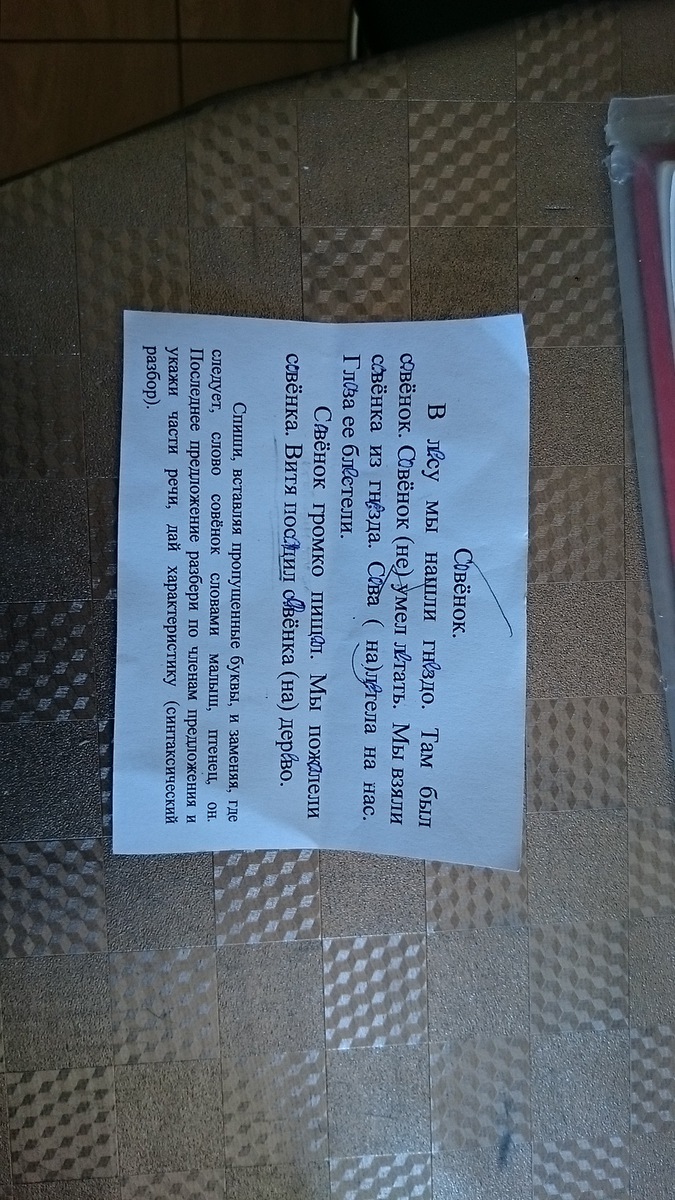 Совёнок.
В лесу мы нашли гнездо. Там был
совёнок. Совёнок (не) умел летать. Мы взяли
совёнка из гнезда. Сова ( на)летела на нас.
Глаза ее блестели.
Совёнок громко пищал. Мы пожалели
совёнка. Витя посадил совёнка (на) дерево.
Спиши, вставляя пропущенные буквы, и заменяя, где
следует, слово совёнок словами малыш, птенец, он.
Последнее предложение разбери по членам предложения и
укажи части речи, дай характеристику (синтаксический
разбор).